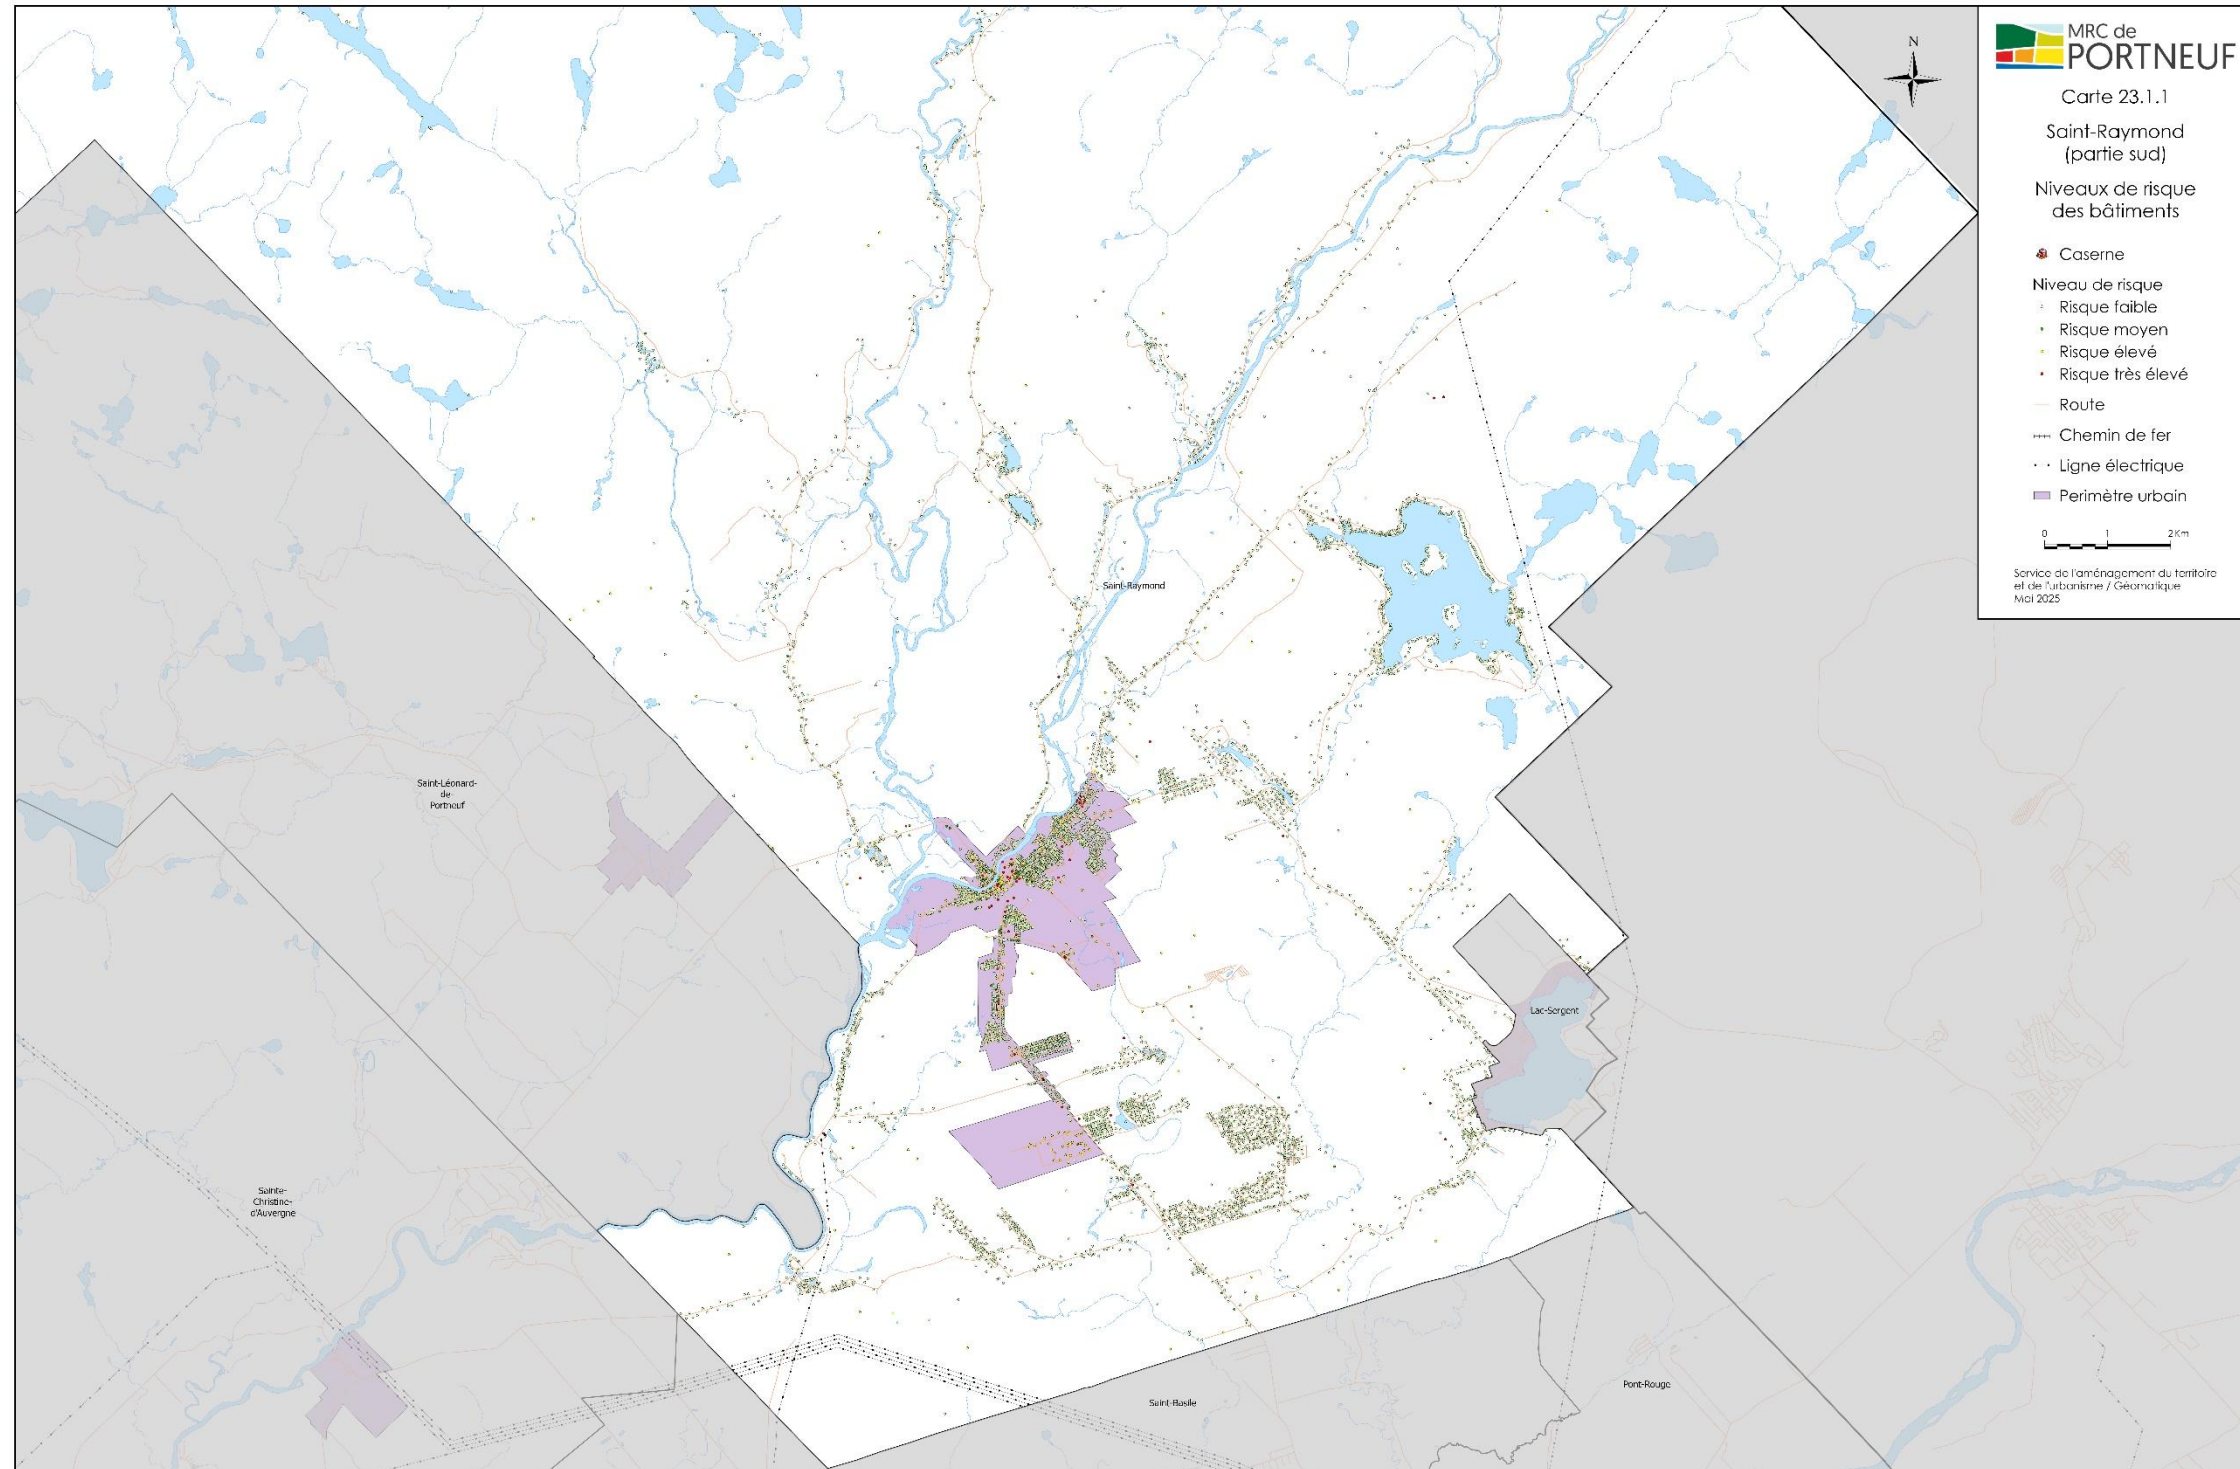 MRC de
PORTNEUF
Carte 23.1.1
Saint-Raymond
(partie sud)
Niveaux de risque
des bâtiments
Caserne
Niveau de risque
Risque faible
Risque moyen
Risque élevé
Risque très élevé
Route
Chemin de fer
Ligne électrique
Perimètre urbain
0 1 2 Km
Service de l'aménagement du territoire
et de l'urbanisme / Géomatique
Mai 2025
N
Saint-Raymond
Saint-Léonard-
de-
Portneuf
Lac-Sergent
Sainte-
Christine-
d'Auvergne
Pont-Rouge
Saint-Basile